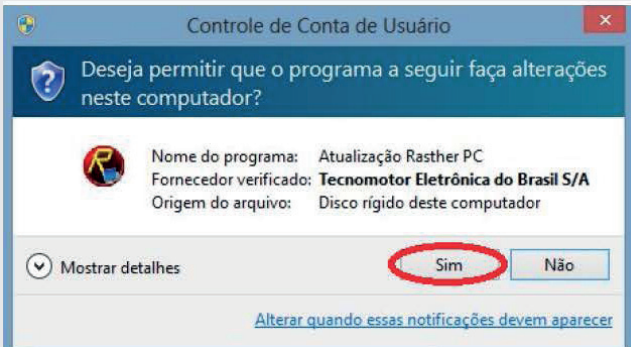 Controle de Conta de Usuário
Deseja permitir que o programa a seguir faça alterações
neste computador?
Nome do programa: Atualização Rasther PC
Fornecedor verificado: Tecnomotor Eletrônica do Brasil S/A
Origem do arquivo: Disco rígido deste computador
Mostrar detalhes
Sim
Não
Alterar quando essas notificações devem aparecer